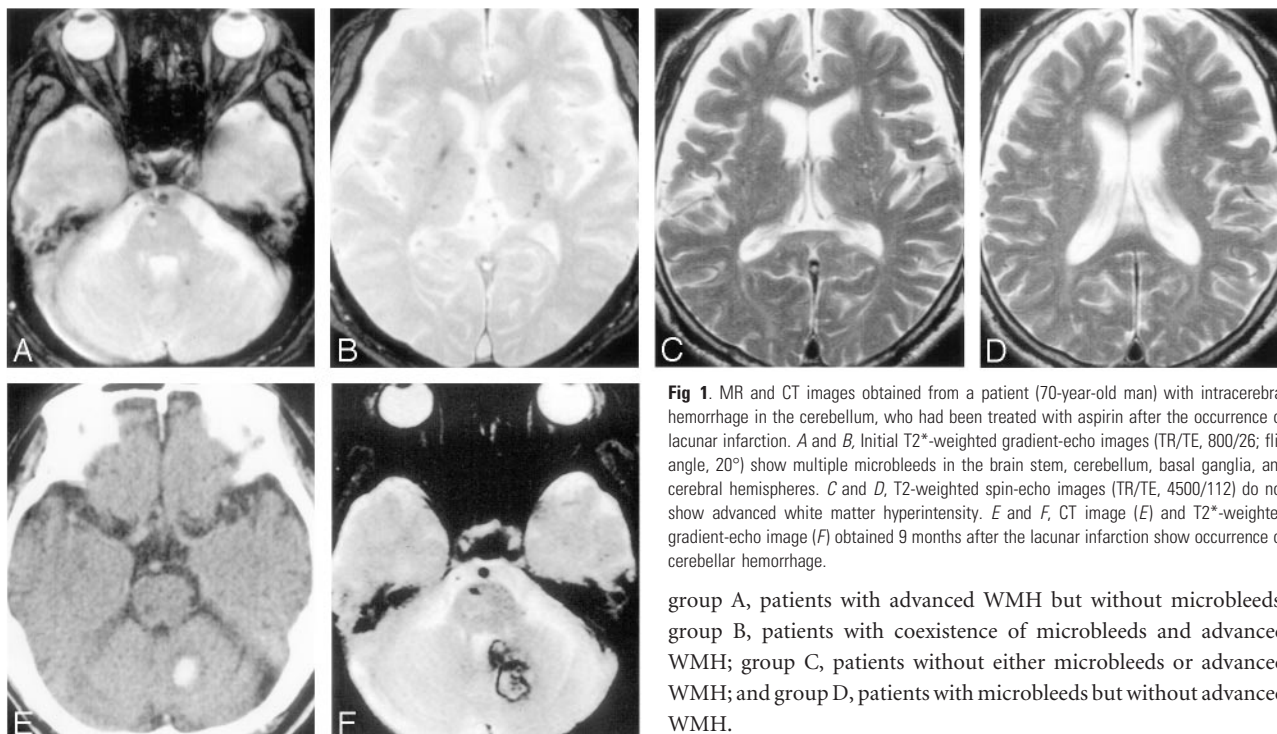 A
B
C
D
E
F
Fig 1. MR and CT images obtained from a patient (70-year-old man) with intracerebra
hemorrhage in the cerebellum, who had been treated with aspirin after the occurrence o
lacunar infarction. A and B, Initial T2*-weighted gradient-echo images (TR/TE, 800/26; fli
angle, 20°) show multiple microbleeds in the brain stem, cerebellum, basal ganglia, an
cerebral hemispheres. C and D, T2-weighted spin-echo images (TR/TE, 4500/112) do no
show advanced white matter hyperintensity. E and F, CT image (E) and T2*-weighte
gradient-echo image (F) obtained 9 months after the lacunar infarction show occurrence o
cerebellar hemorrhage.
group A, patients with advanced WMH but without microbleeds
group B, patients with coexistence of microbleeds and advanced
WMH; group C, patients without either microbleeds or advanced
WMH; and group D, patients with microbleeds but without advanced
WMH.